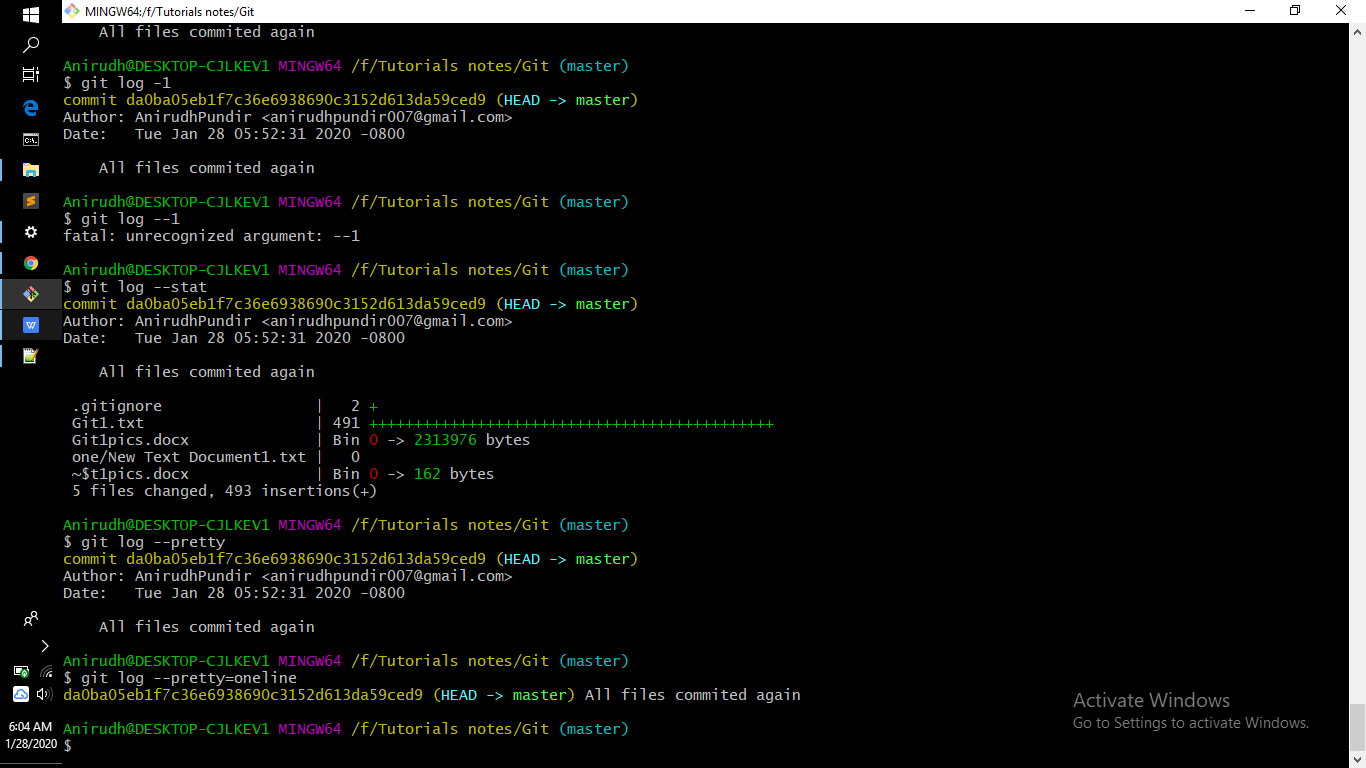 MINGW64:/f/Tutorials notes/Git
All files commited again
Anirudh@DESKTOP-CJLKEV1 MINGW64 /f/Tutorials notes/Git (master)
$ git log -1
commit da0ba05eb1f7c36e6938690c3152d613da59ced9 (HEAD -> master)
Author: AnirudhPundir <anirudhpundir007@gmail.com>
Date:   Tue Jan 28 05:52:31 2020 -0800
All files commited again
Anirudh@DESKTOP-CJLKEV1 MINGW64 /f/Tutorials notes/Git (master)
$ git log --1
fatal: unrecognized argument: --1
Anirudh@DESKTOP-CJLKEV1 MINGW64 /f/Tutorials notes/Git (master)
$ git log --stat
commit da0ba05eb1f7c36e6938690c3152d613da59ced9 (HEAD -> master)
Author: AnirudhPundir <anirudhpundir007@gmail.com>
Date:   Tue Jan 28 05:52:31 2020 -0800
All files commited again
.gitignore                 |   2 +
Git1.txt                   | 491 +++++++++++++++++++++++++++++++++++++++++++++
Git1pics.docx              | Bin 0 -> 2313976 bytes
one/New Text Document1.txt |   0
~$t1pics.docx              | Bin 0 -> 162 bytes
5 files changed, 493 insertions(+)
Anirudh@DESKTOP-CJLKEV1 MINGW64 /f/Tutorials notes/Git (master)
$ git log --pretty
commit da0ba05eb1f7c36e6938690c3152d613da59ced9 (HEAD -> master)
Author: AnirudhPundir <anirudhpundir007@gmail.com>
Date:   Tue Jan 28 05:52:31 2020 -0800
All files commited again
Anirudh@DESKTOP-CJLKEV1 MINGW64 /f/Tutorials notes/Git (master)
$ git log --pretty=oneline
da0ba05eb1f7c36e6938690c3152d613da59ced9 (HEAD -> master) All files commited again
Anirudh@DESKTOP-CJLKEV1 MINGW64 /f/Tutorials notes/Git (master)
$
Activate Windows
Go to Settings to activate Windows.
6:04 AM
1/28/2020